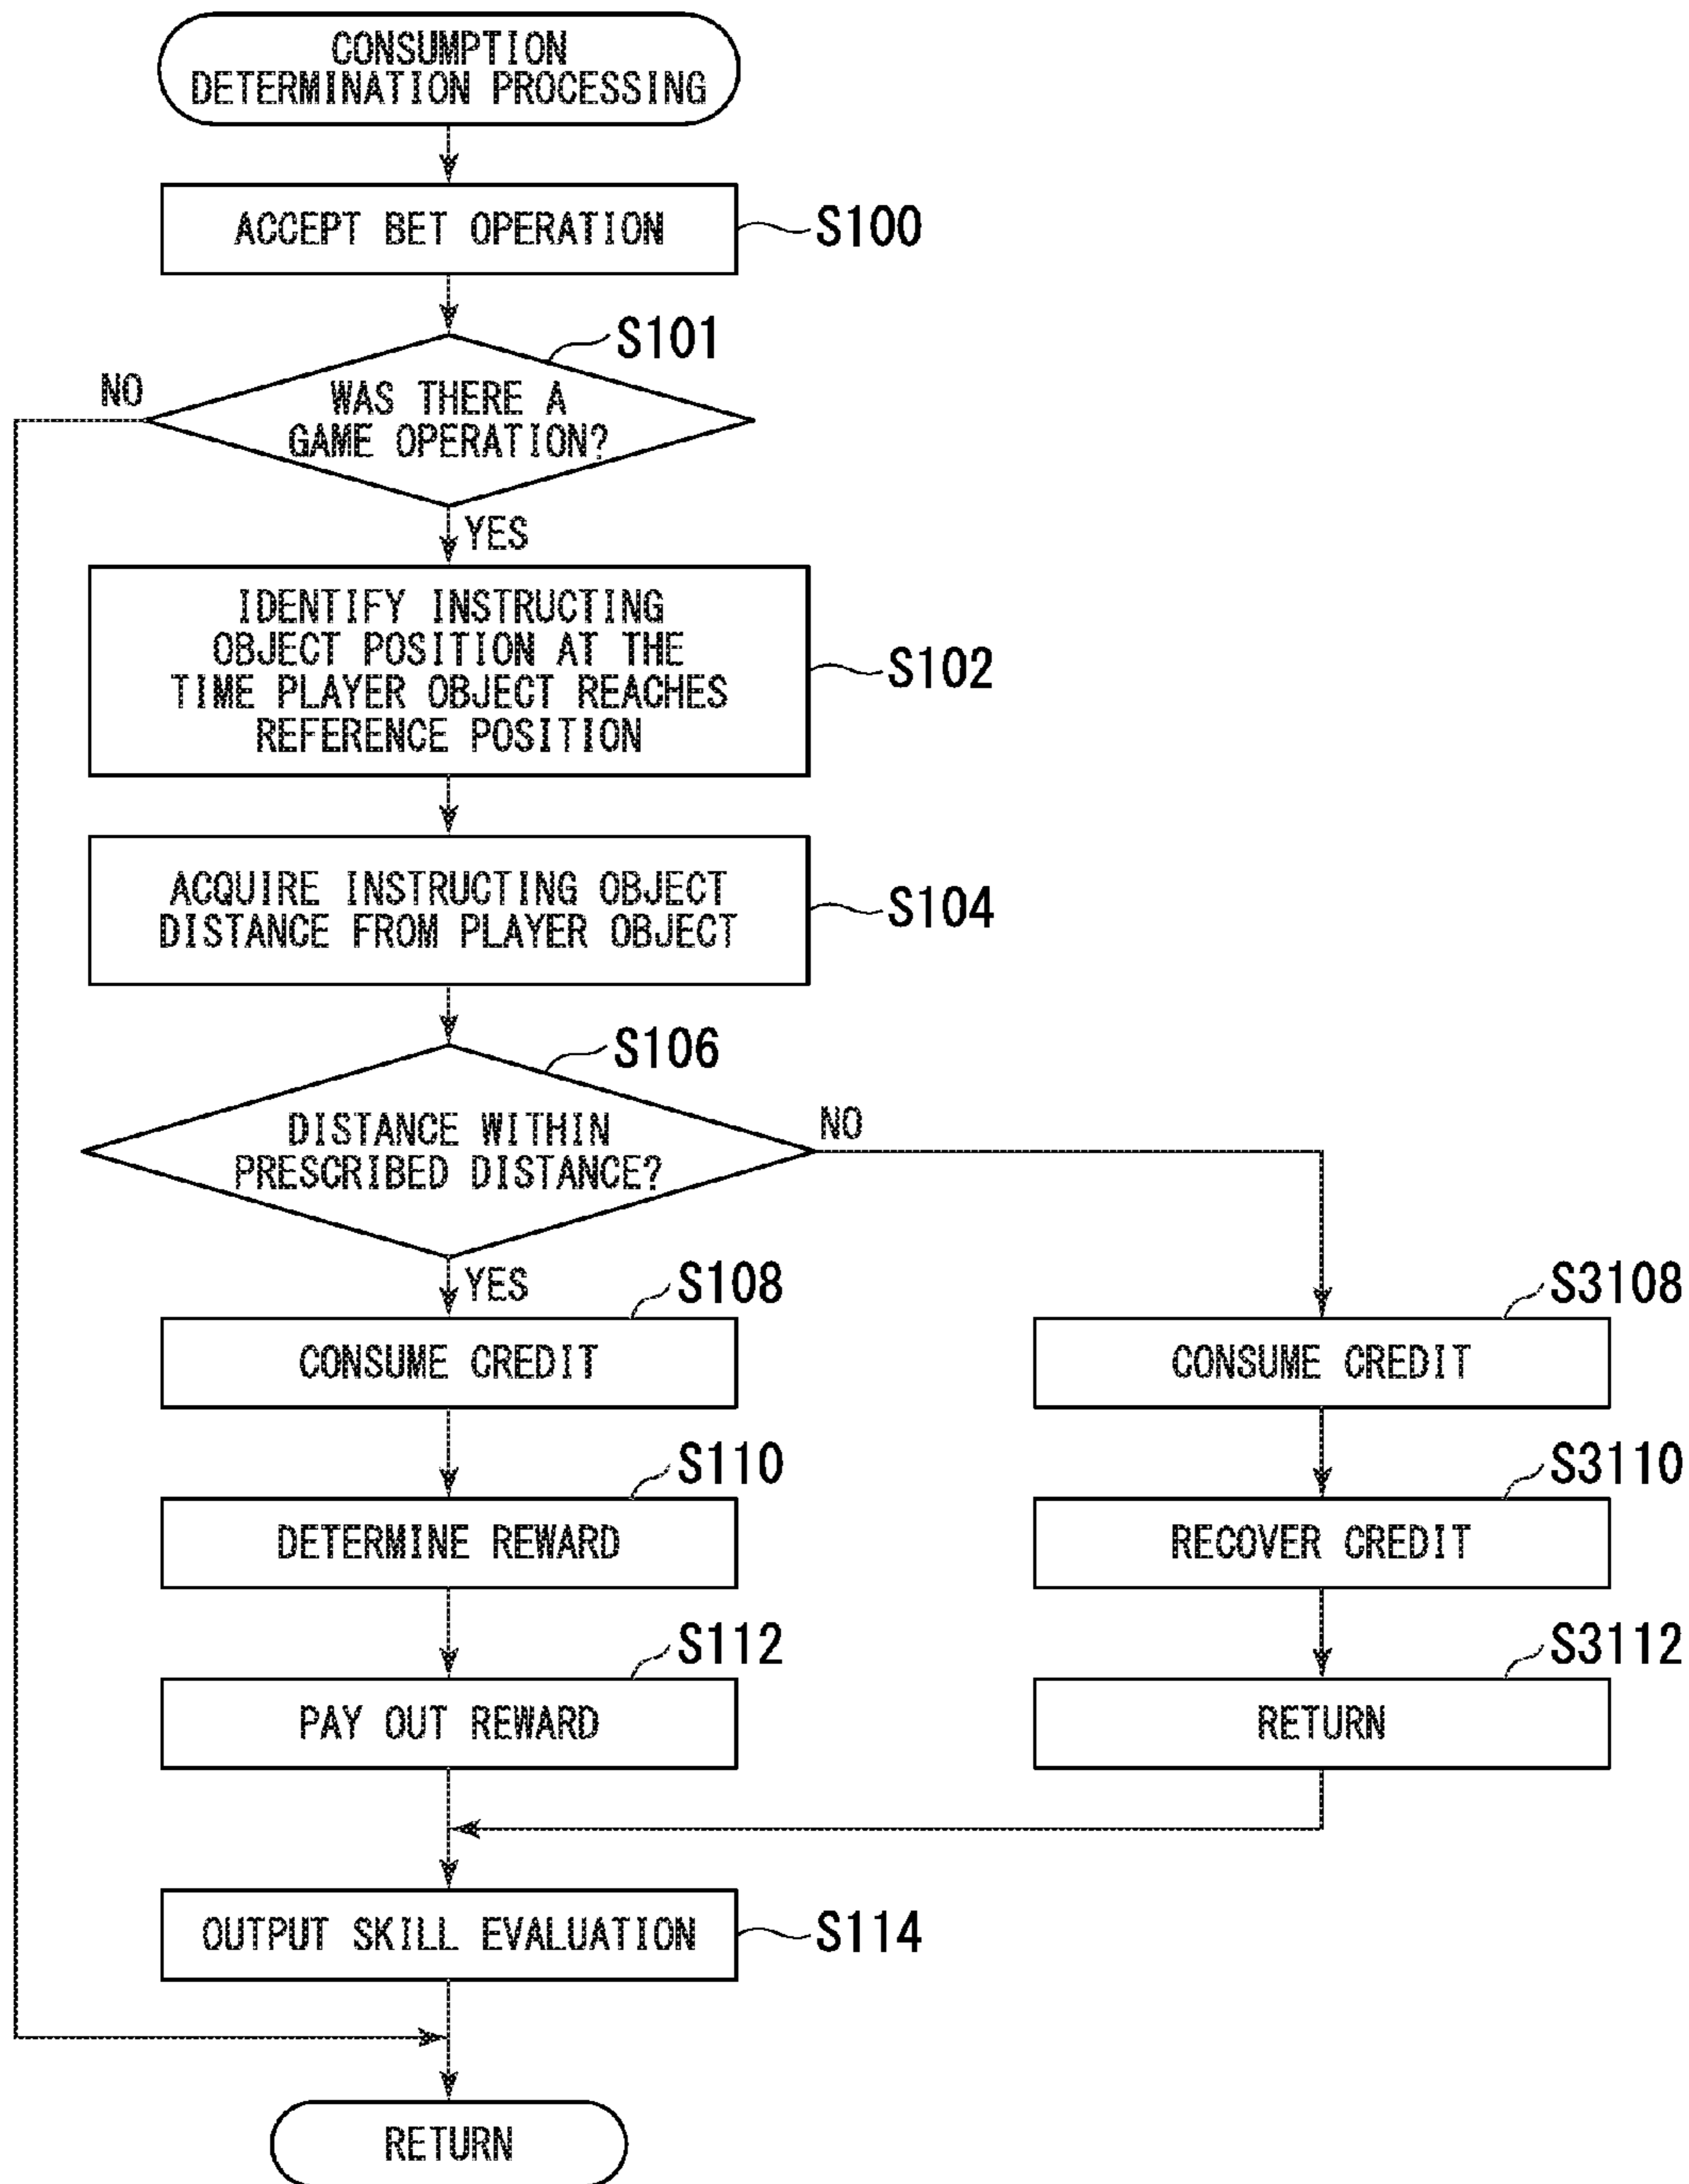 CONSUMPTION
DETERMINATION PROCESSING
ACCEPT BET OPERATION
S100
S101
NO
WAS THERE A
GAME OPERATION?
YES
IDENTIFY INSTRUCTING
OBJECT POSITION AT THE
TIME PLAYER OBJECT REACHES
REFERENCE POSITION
S102
ACQUIRE INSTRUCTING OBJECT
DISTANCE FROM PLAYER OBJECT
S104
S106
DISTANCE WITHIN
PRESCRIBED DISTANCE?
NO
YES
S108
CONSUME CREDIT
S3108
CONSUME CREDIT
S110
DETERMINE REWARD
S3110
RECOVER CREDIT
S112
PAY OUT REWARD
S3112
RETURN
OUTPUT SKILL EVALUATION
S114
RETURN